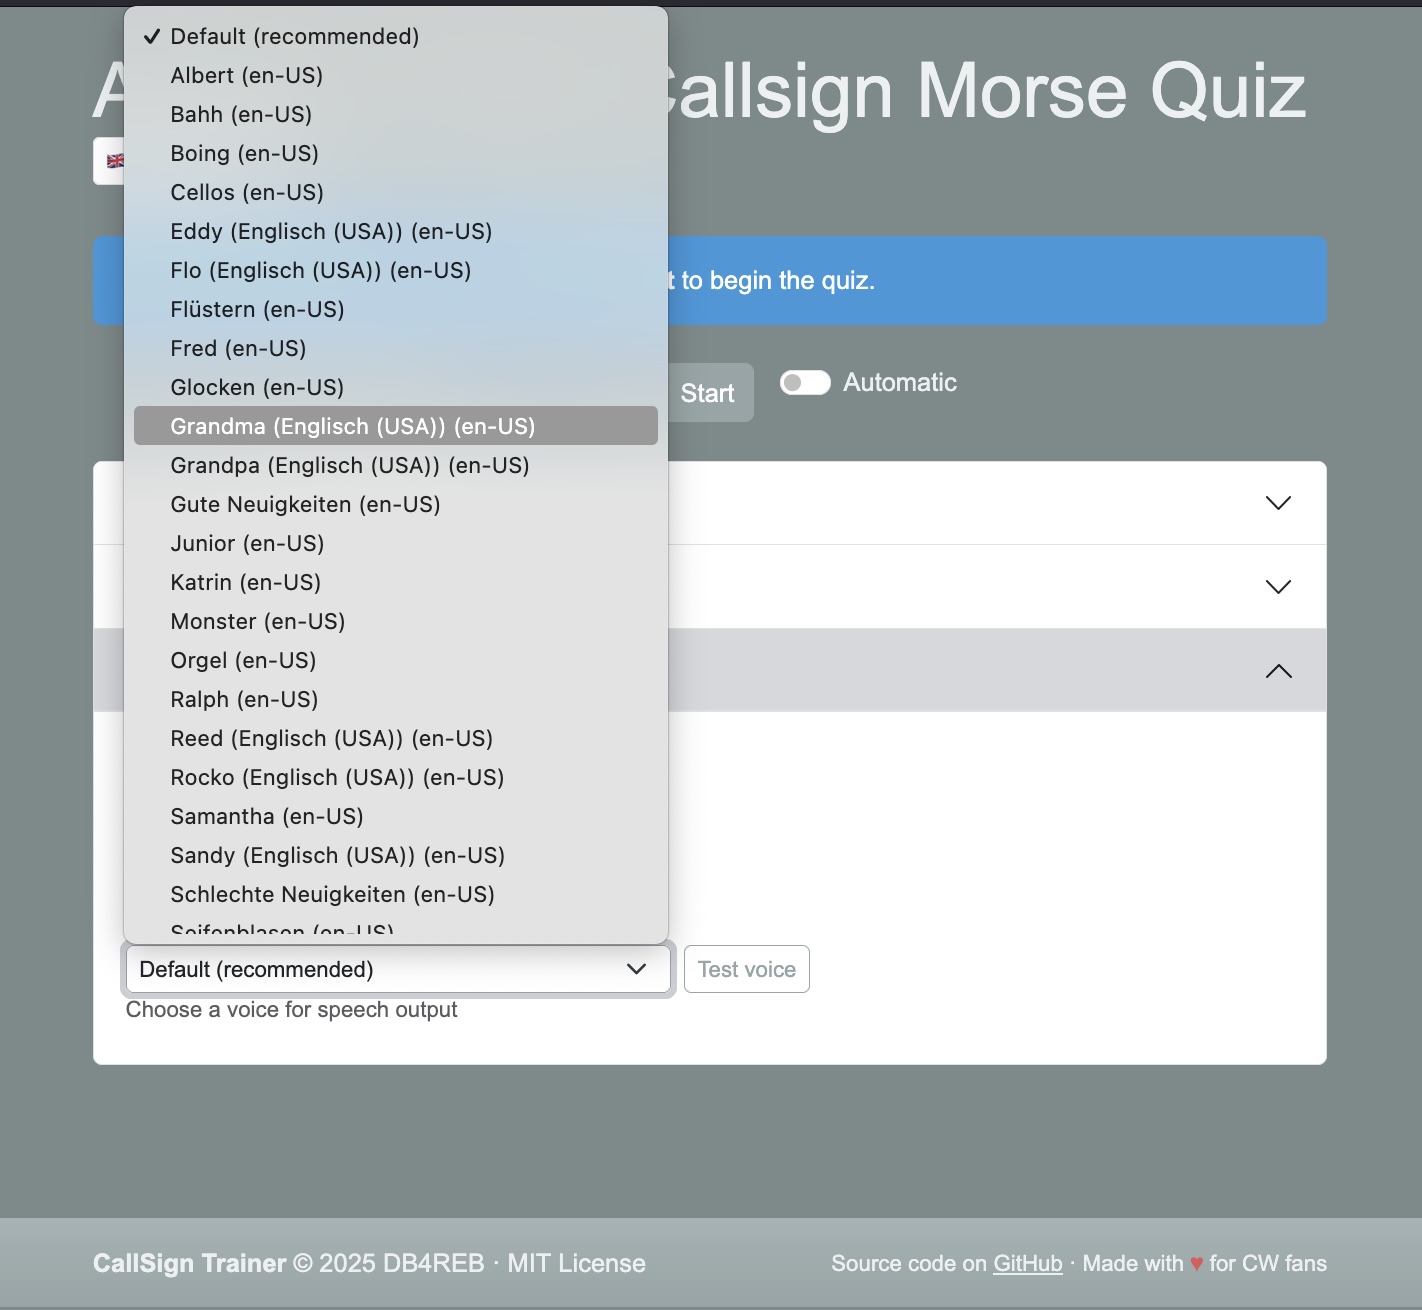 Default (recommended)
Albert (en-US)
Bahh (en-US)
Boing (en-US)
Cellos (en-US)
Eddy (Englisch (USA)) (en-US)
Flo (Englisch (USA)) (en-US)
Flüstern (en-US)
Fred (en-US)
Glocken (en-US)
Grandma (Englisch (USA)) (en-US)
Grandpa (Englisch (USA)) (en-US)
Gute Neuigkeiten (en-US)
Junior (en-US)
Katrin (en-US)
Monster (en-US)
Orgel (en-US)
Ralph (en-US)
Reed (Englisch (USA)) (en-US)
Rocko (Englisch (USA)) (en-US)
Samantha (en-US)
Sandy (Englisch (USA)) (en-US)
Schlechte Neuigkeiten (en-US)
Seifenblasen (en-US)
Callsign Morse Quiz
to begin the quiz.
Start
Automatic
Default (recommended)
Test voice
Choose a voice for speech output
CallSign Trainer © 2025 DB4REB · MIT License
Source code on GitHub · Made with ♥ for CW fans